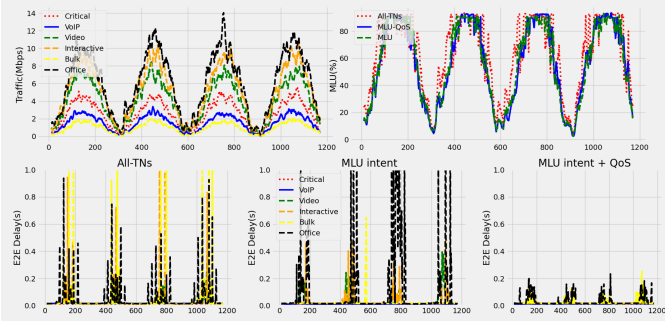 Traffic(Mbps)
14
12
10
8
6
4
2
0
Critical
VoIP
Video
Interactive
Bulk
Office
0 200 400 600 800 1000 1200
MLU(%)
80
60
40
20
0
All-TNs
MLU-QoS
MLU
0 200 400 600 800 1000 1200
All-TNs
E2E Delay(s)
1.0
0.8
0.6
0.4
0.2
0.0
0 200 400 600 800 1000 1200
MLU intent
E2E Delay(s)
1.0
0.8
0.6
0.4
0.2
0.0
Critical
VoIP
Video
Interactive
Bulk
Office
0 200 400 600 800 1000 1200
MLU intent + QoS
E2E Delay(s)
1.0
0.8
0.6
0.4
0.2
0.0
0 200 400 600 800 1000 1200